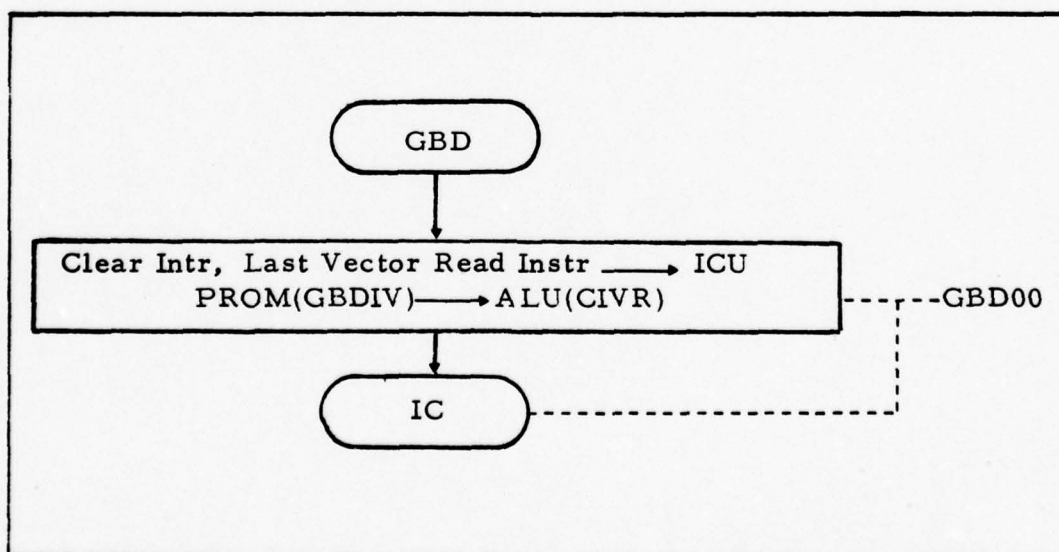 GBD
Clear Intr, Last Vector Read Instr → ICU
PROM(GBDIV) → ALU(CIVR)
GBD00
IC